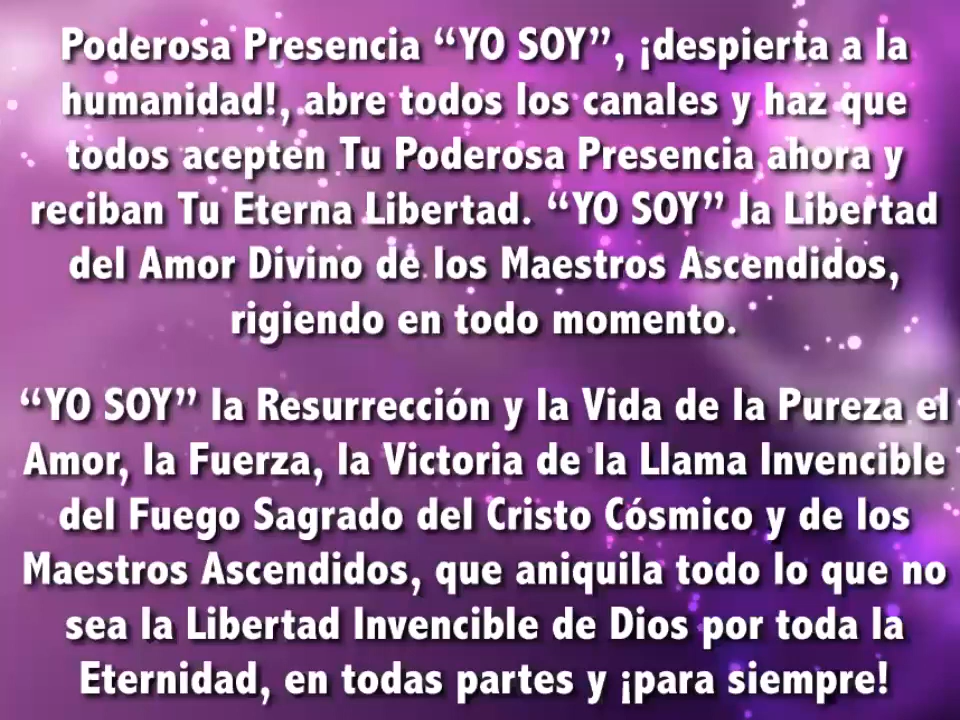 Poderosa Presencia “YO SOY”, ¡despierta a la
humanidad!, abre todos los canales y haz que
todos acepten Tu Poderosa Presencia ahora y
reciban Tu Eterna Libertad. “YO SOY” la Libertad
del Amor Divino de los Maestros Ascendidos,
rigiendo en todo momento.
“YO SOY” la Resurrección y la Vida de la Pureza el
Amor, la Fuerza, la Victoria de la Llama Invencible
del Fuego Sagrado del Cristo Cósmico y de los
Maestros Ascendidos, que aniquila todo lo que no
sea la Libertad Invencible de Dios por toda la
Eternidad, en todas partes y ¡para siempre!